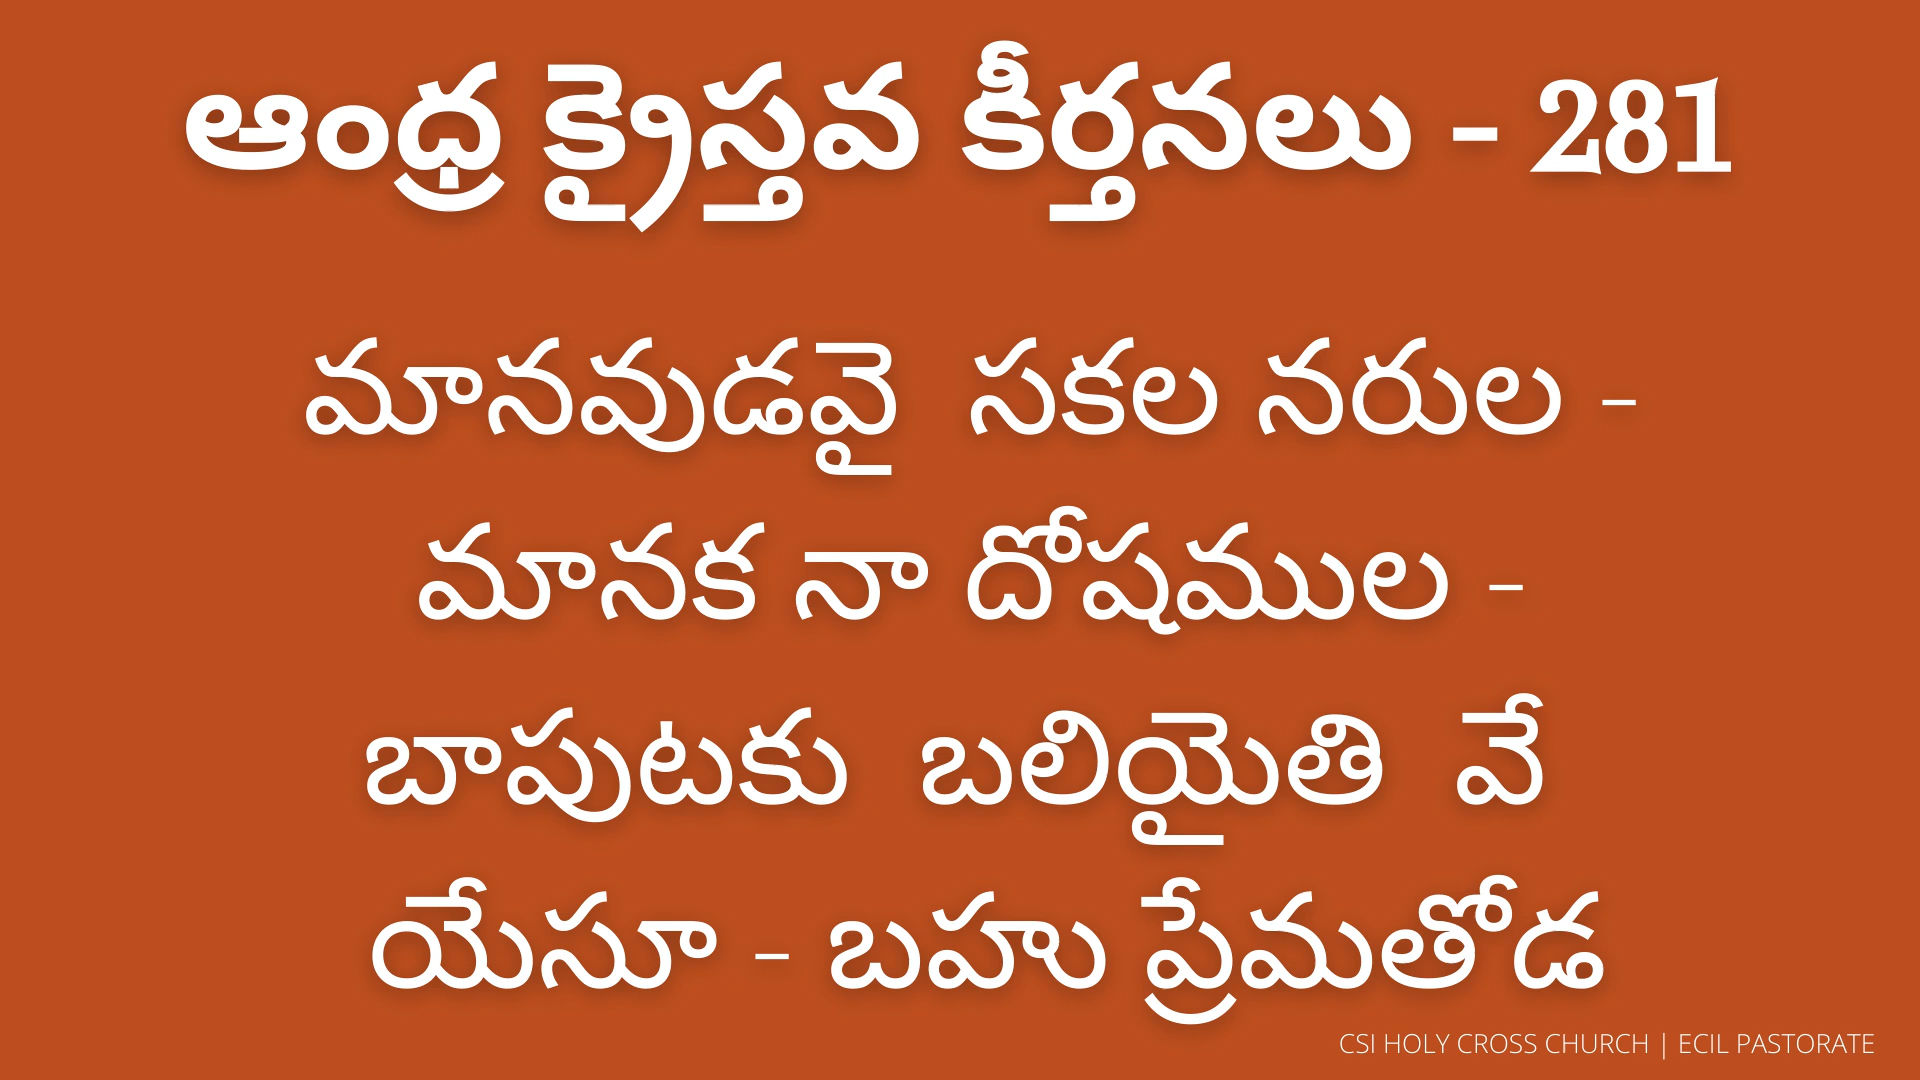 ఆంధ్ర క్రైస్తవ కీర్తనలు - 281
మానవుడవై సకల నరుల -
మానక నా దోషముల -
బాపుటకు బలియైతి వే
యేసూ - బహు ప్రేమతోడ
CSI HOLY CROSS CHURCH | ECIL PASTORATE